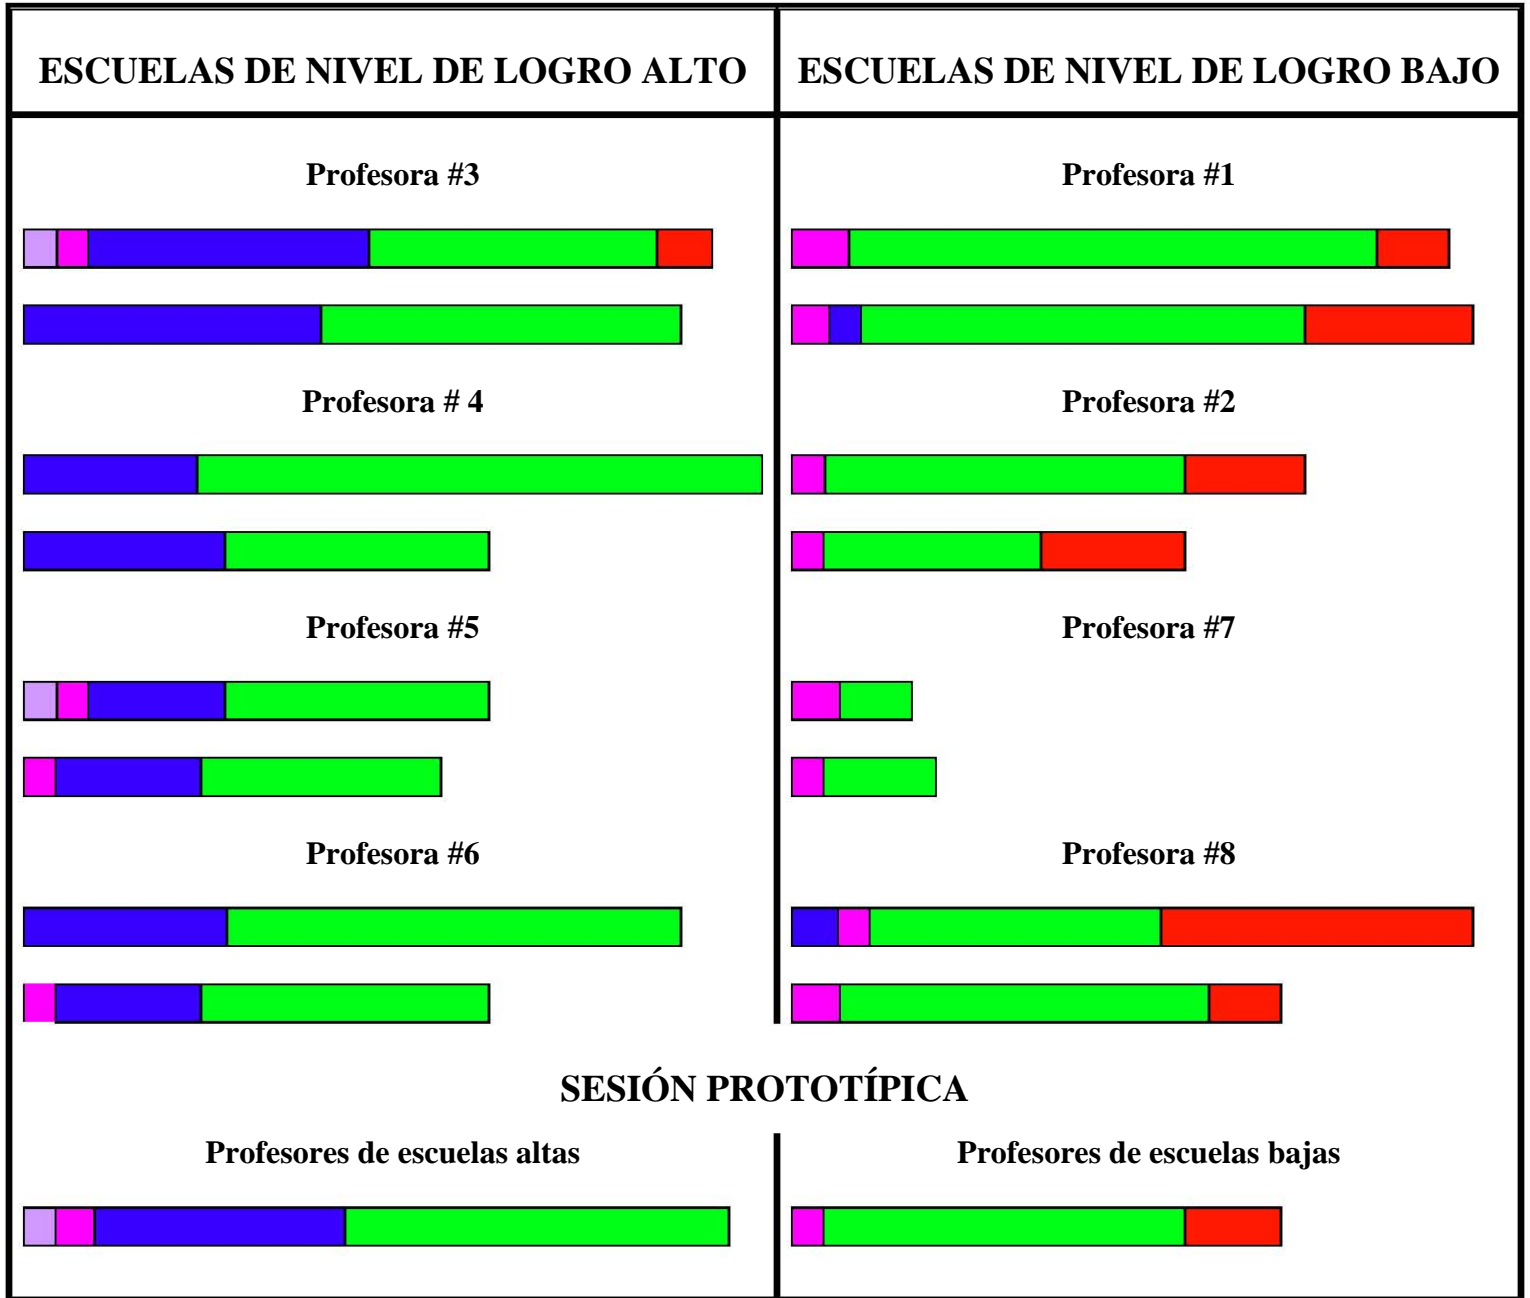 ESCUELAS DE NIVEL DE LOGRO ALTO
ESCUELAS DE NIVEL DE LOGRO BAJO
Profesora #3
Profesora #1
Profesora # 4
Profesora #2
Profesora #5
Profesora #7
Profesora #6
Profesora #8
SESIÓN PROTOTÍPICA
Profesores de escuelas altas
Profesores de escuelas bajas